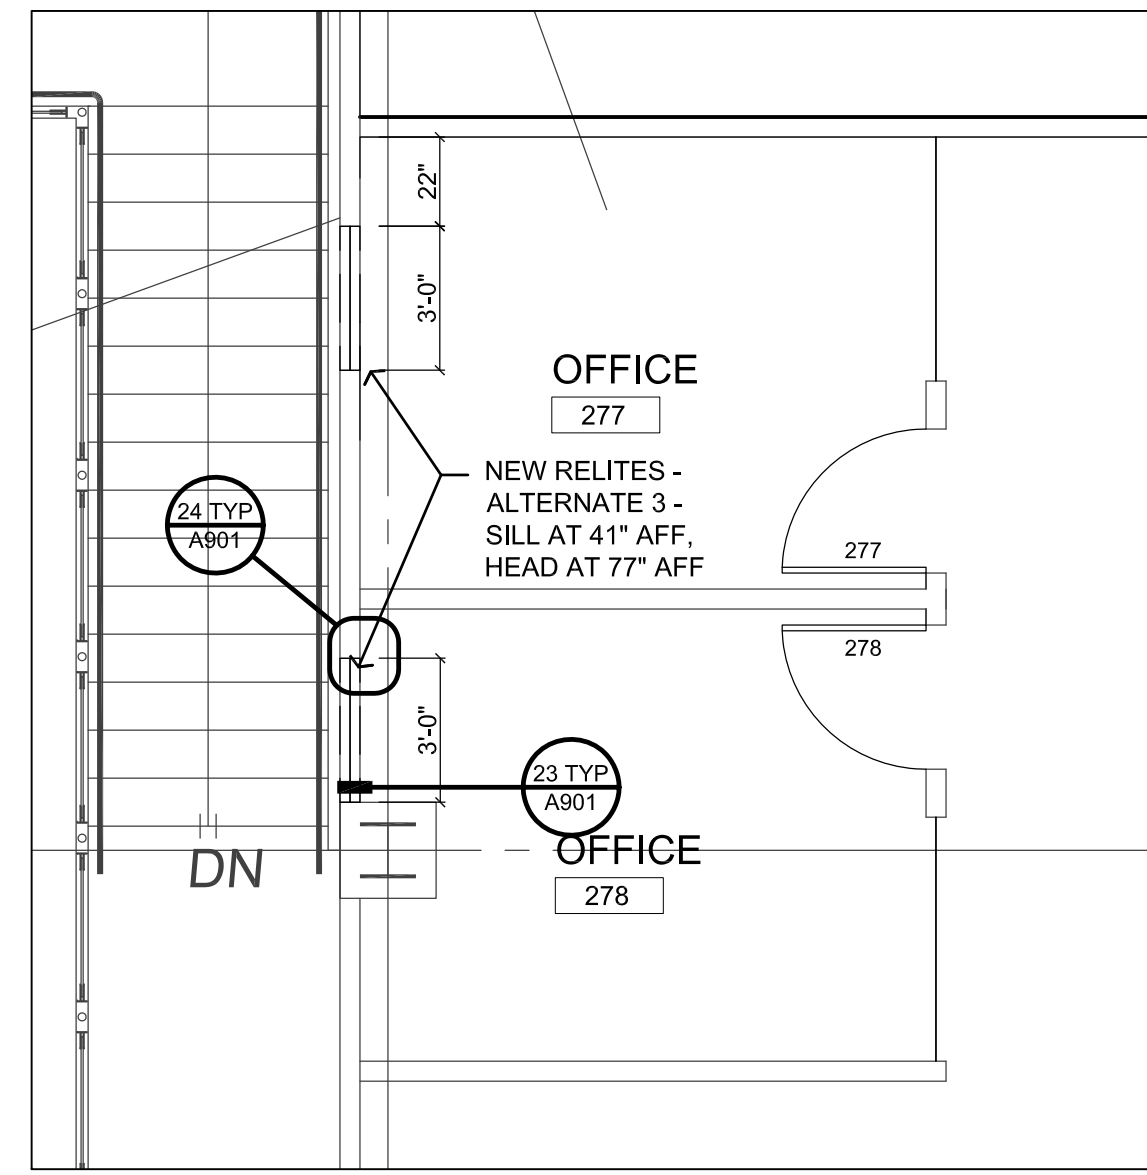 22"
3'-0"
OFFICE
277
NEW RELITES -
ALTERNATE 3 -
SILL AT 41" AFF,
HEAD AT 77" AFF
24 TYP
A901
277
278
3'-0"
23 TYP
A901
OFFICE
278
DN